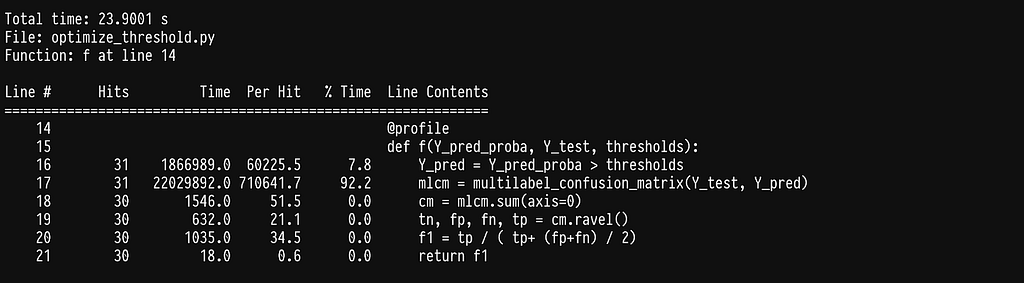 Total time: 23.9001 s
File: optimize_threshold.py
Function: f at line 14
Line # Hits Time Per Hit % Time Line Contents
==============================================================
14 @profile
15 def f(Y_pred_proba, Y_test, thresholds):
16 31 1866989.0 60225.5 7.8 Y_pred = Y_pred_proba > thresholds
17 31 22029892.0 710641.7 92.2 mlcm = multilabel_confusion_matrix(Y_test, Y_pred)
18 30 1546.0 51.5 0.0 cm = mlcm.sum(axis=0)
19 30 632.0 21.1 0.0 tn, fp, fn, tp = cm.ravel()
20 30 1035.0 34.5 0.0 f1 = tp / ( tp+ (fp+fn) / 2)
21 30 18.0 0.6 0.0 return f1